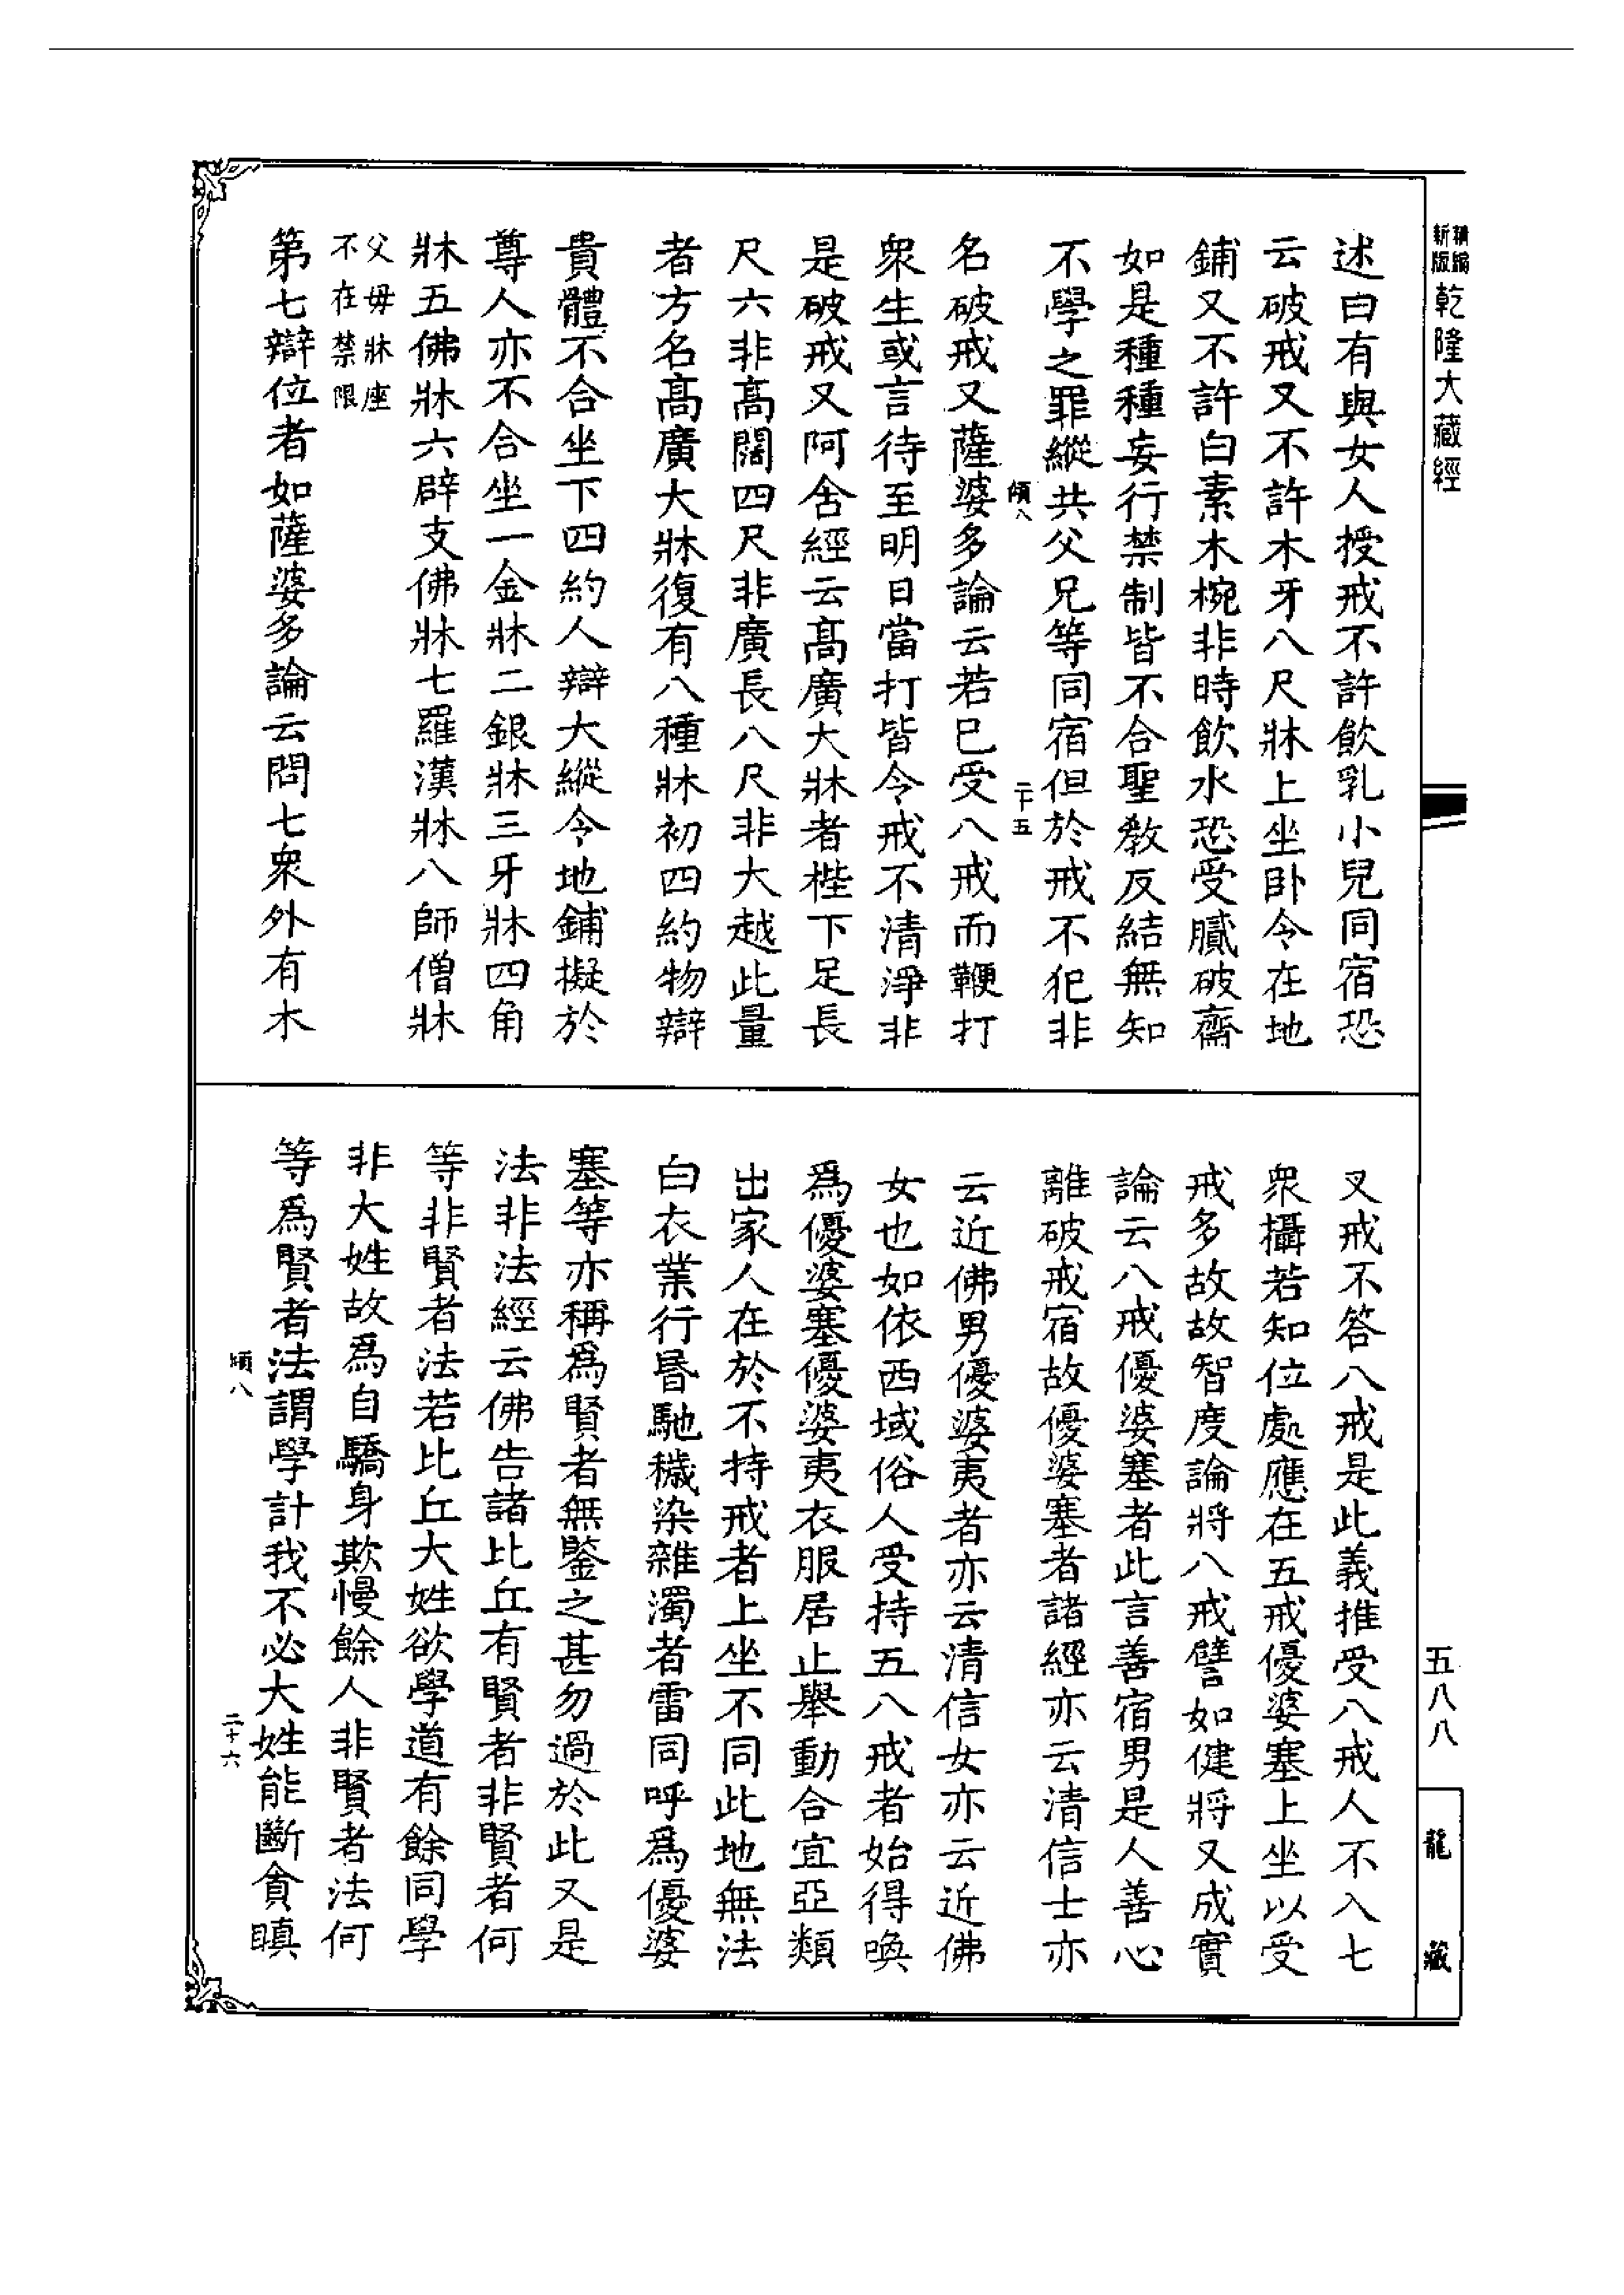 新版精編乾隆大藏經
述曰有與女人授戒不許飲乳小兒同宿恐
云破戒又不許木牙八尺牀上坐卧令在地
鋪又不許白素木椀非時飲水恐受膩破齋
如是種種妄行禁制皆不合聖教反結無知
不學之罪縱共父兄等同宿但於戒不犯非
傾八
二十五
名破戒又薩婆多論云若已受八戒而鞭打
衆生或言待至明日當打皆令戒不清淨非
是破戒又阿含經云髙廣大牀者梐下足長
尺六非髙闊四尺非廣長八尺非大越此量
者方名髙廣大牀復有八種牀初四約物辯
貴體不合坐下四約人辯大縱令地鋪擬於
尊人亦不合坐一金牀二銀牀三牙牀四角
牀五佛牀六辟支佛牀七羅漢牀八師僧牀
父母牀座
不在禁限
第七辯位者如薩婆多論云問七衆外有木
叉戒不答八戒是此義推受八戒人不入七
衆攝若知位處應在五戒優婆塞上坐以受
戒多故故智度論將八戒譬如健將又成實
論云八戒優婆塞者此言善宿男是人善心
離破戒宿故優婆塞者諸經亦云清信士亦
云近佛男優婆夷者亦云清信女亦云近佛
女也如依西域俗人受持五八戒者始得喚
爲優婆塞優婆夷衣服居止舉動合宜亞類
出家人在於不持戒者上坐不同此地無法
白衣業行昬馳穢染雜濁者雷同呼爲優婆
塞等亦稱爲賢者無鑒之甚勿過於此又是
法非法經云佛告諸比丘有賢者非賢者何
等非賢者法若比丘大姓欲學道有餘同學
非大姓故爲自驕身欺慢餘人非賢者法何
等爲賢者法謂學計我不必大姓能斷貪瞋
傾八
二十六
五八八
龍藏